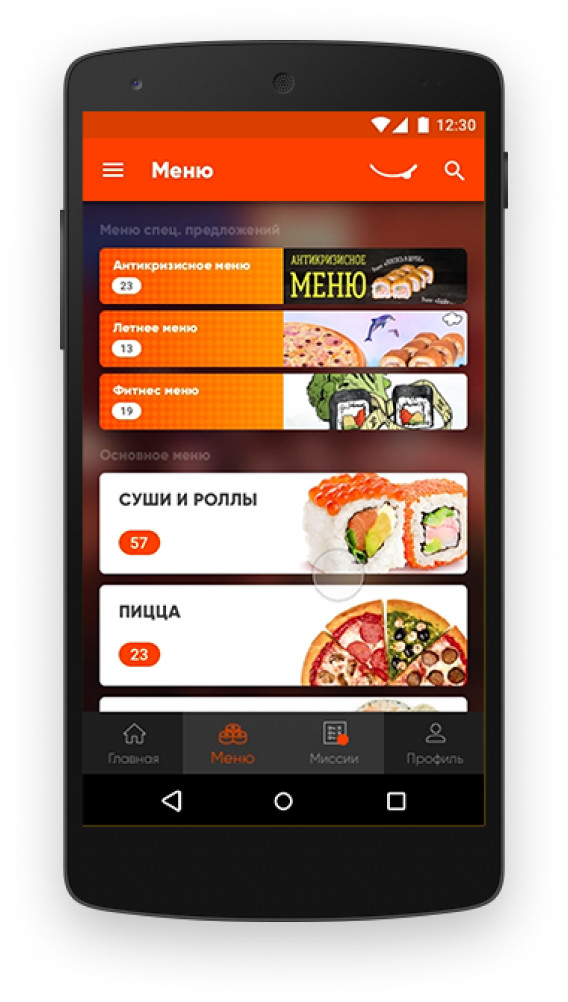 12:30
Меню
Меню спец. предложений
Антикризисное меню
23
АНТИКРИЗИСНОЕ
МЕНЮ
Летнее меню
13
Фитнес меню
19
Основное меню
СУШИ И РОЛЛЫ
57
ПИЦЦА
23
Главная
Меню
Миссии
Профиль